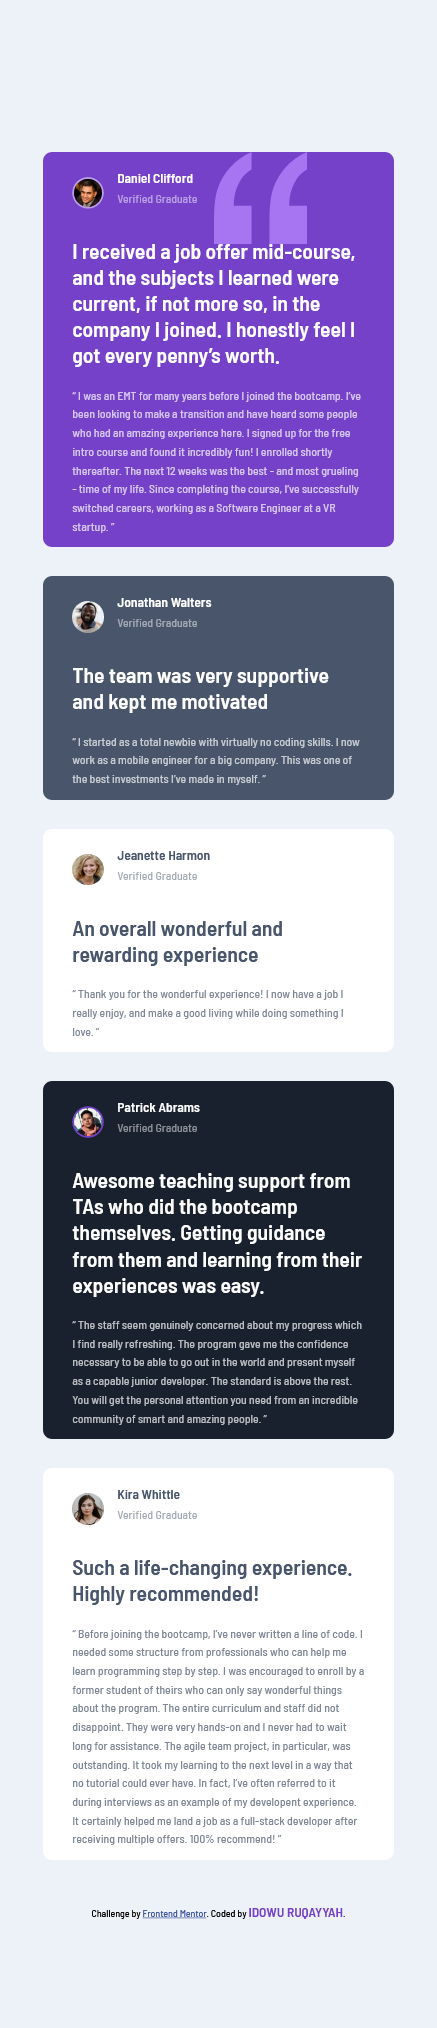 Daniel Clifford
Verified Graduate
I received a job offer mid-course,
and the subjects I learned were
current, if not more so, in the
company I joined. I honestly feel I
got every penny’s worth.
“ I was an EMT for many years before I joined the bootcamp. I’ve
been looking to make a transition and have heard some people
who had an amazing experience here. I signed up for the free
intro course and found it incredibly fun! I enrolled shortly
thereafter. The next 12 weeks was the best – and most grueling
– time of my life. Since completing the course, I’ve successfully
switched careers, working as a Software Engineer at a VR
startup. ”
Jonathan Walters
Verified Graduate
The team was very supportive
and kept me motivated
“ I started as a total newbie with virtually no coding skills. I now
work as a mobile engineer for a big company. This was one of
the best investments I’ve made in myself. ”
Jeanette Harmon
Verified Graduate
An overall wonderful and
rewarding experience
“ Thank you for the wonderful experience! I now have a job I
really enjoy, and make a good living while doing something I
love. ”
Patrick Abrams
Verified Graduate
Awesome teaching support from
TAs who did the bootcamp
themselves. Getting guidance
from them and learning from their
experiences was easy.
“ The staff seem genuinely concerned about my progress which
I find really refreshing. The program gave me the confidence
necessary to be able to go out in the world and present myself
as a capable junior developer. The standard is above the rest.
You will get the personal attention you need from an incredible
community of smart and amazing people. ”
Kira Whittle
Verified Graduate
Such a life-changing experience.
Highly recommended!
“ Before joining the bootcamp, I’ve never written a line of code. I
needed some structure from professionals who can help me
learn programming step by step. I was encouraged to enroll by a
former student of theirs who can only say wonderful things
about the program. The entire curriculum and staff did not
disappoint. They were very hands-on and I never had to wait
long for assistance. The agile team project, in particular, was
outstanding. It took my learning to the next level in a way that
no tutorial could ever have. In fact, I’ve often referred to it
during interviews as an example of my developent experience.
It certainly helped me land a job as a full-stack developer after
receiving multiple offers. 100% recommend! ”
Challenge by Frontend Mentor. Coded by IDOWU RUQAYYAH.